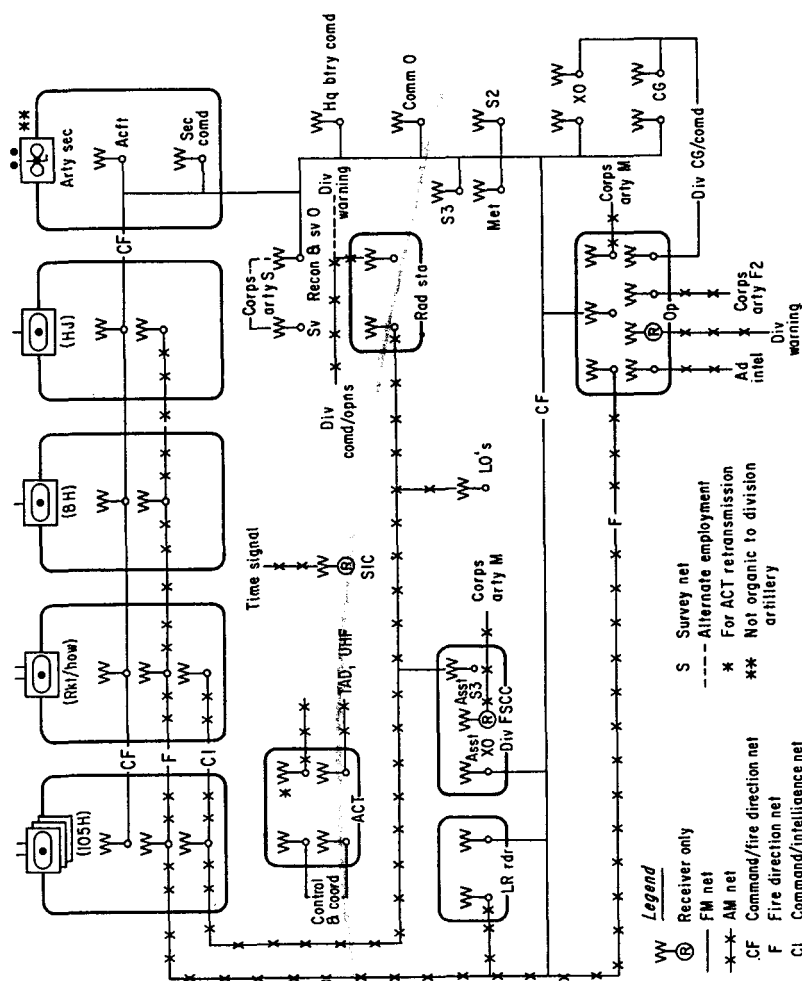 (105H)
(Rkt/how)
(8H)
(HJ)
Arty sec
**
Acft
Sec comd
CF
CF
F
CI
Time signal
R
SIC
Corps
arty S
Sv
Recon & sv O
Div
warning
Div
comd/opns
Rad sta
Hq btry comd
Comm O
S3
S2
Met
XO
CG
Div CG/comd
*
TAD, UHF
Control
& coord
ACT
LO's
LR rdr
Asst
XO
Asst
S3
R
Div FSCC
Corps
arty M
CF
F
Corps
arty M
Op
R
Ad
intel
Div
warning
Corps
arty F2
Legend
R Receiver only
FM net
AM net
CF Command/fire direction net
F Fire direction net
CI Command/intelligence net
S Survey net
Alternate employment
* For ACT retransmission
** Not organic to division
artillery